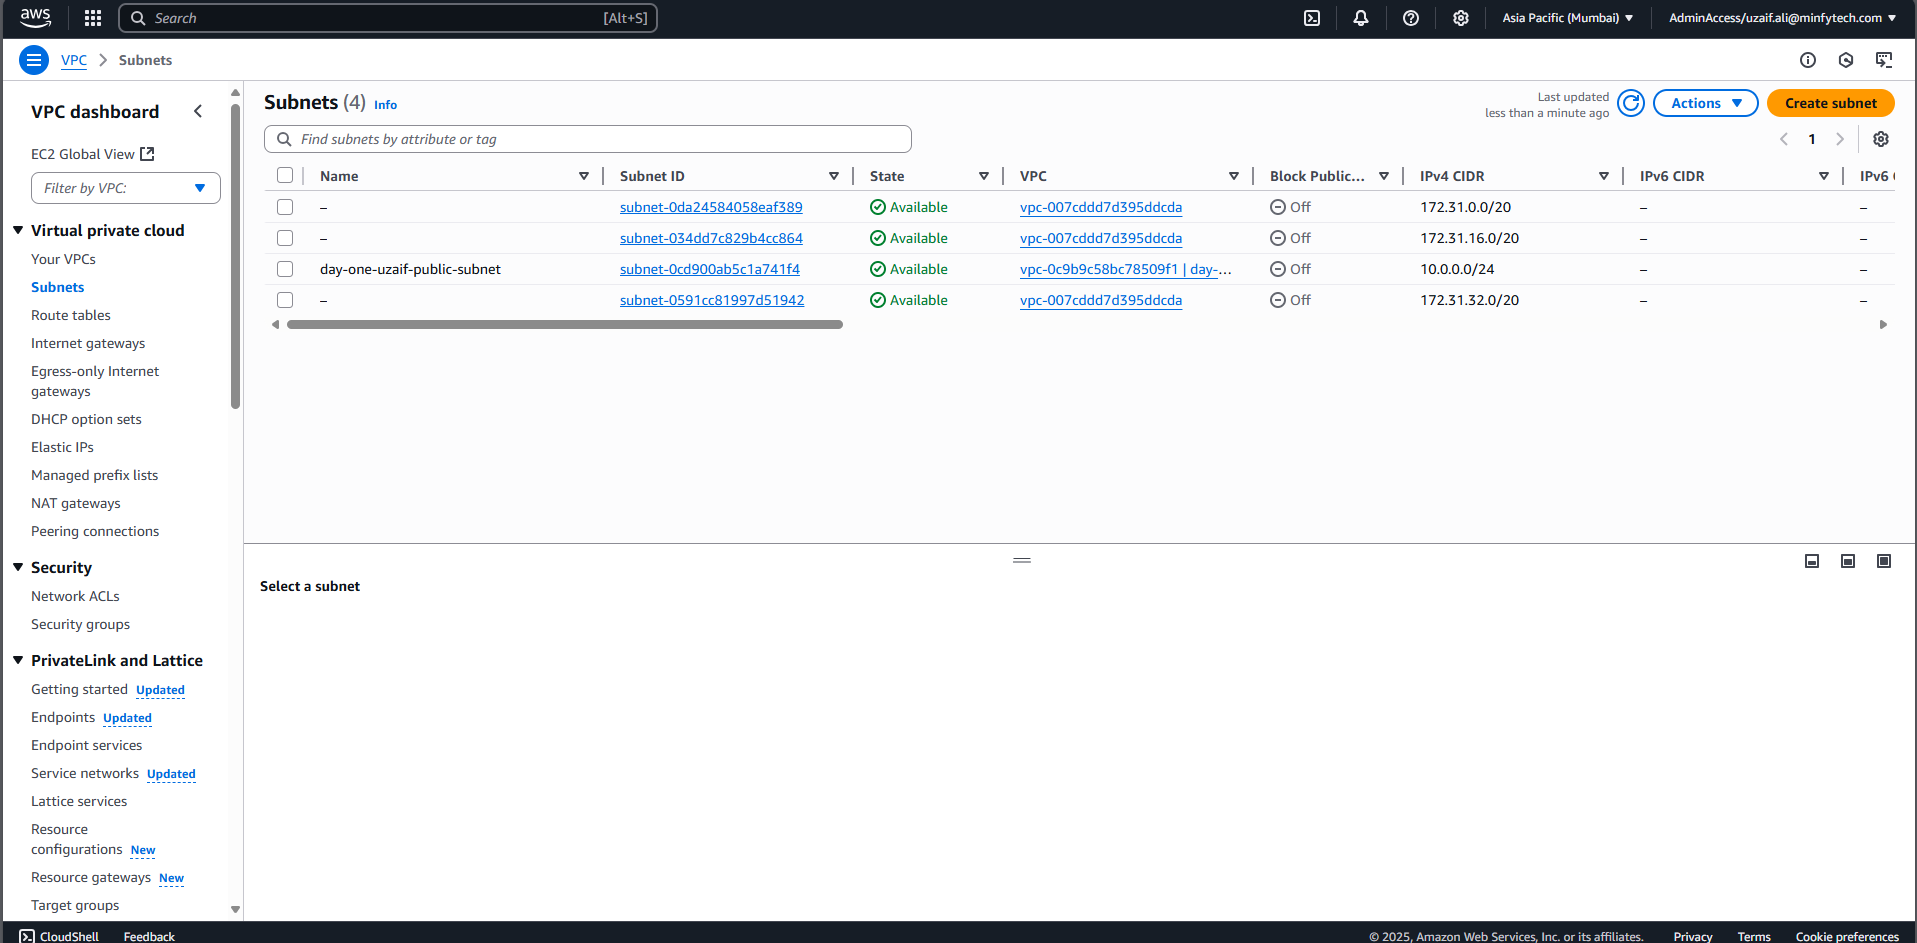 aws
Search [Alt+S]
Asia Pacific (Mumbai)
AdminAccess/uzaif.ali@minfytech.com
VPC
Subnets
VPC dashboard
EC2 Global View
Filter by VPC:
Virtual private cloud
Your VPCs
Subnets
Route tables
Internet gateways
Egress-only Internet
gateways
DHCP option sets
Elastic IPs
Managed prefix lists
NAT gateways
Peering connections
Security
Network ACLs
Security groups
PrivateLink and Lattice
Getting started Updated
Endpoints Updated
Endpoint services
Service networks Updated
Lattice services
Resource
configurations New
Resource gateways New
Target groups
Subnets (4) Info
Last updated
less than a minute ago
Actions
Create subnet
Find subnets by attribute or tag
1
Name Subnet ID State VPC Block Public... IPv4 CIDR IPv6 CIDR IPv6
– subnet-0da24584058eaf389 Available vpc-007cddd7d395ddcda Off 172.31.0.0/20 – –
– subnet-034dd7c829b4cc864 Available vpc-007cddd7d395ddcda Off 172.31.16.0/20 – –
day-one-uzaif-public-subnet subnet-0cd900ab5c1a741f4 Available vpc-0c9b9c58bc78509f1 | day-... Off 10.0.0.0/24 – –
– subnet-0591cc81997d51942 Available vpc-007cddd7d395ddcda Off 172.31.32.0/20 – –
Select a subnet
CloudShell Feedback
© 2025, Amazon Web Services, Inc. or its affiliates. Privacy Terms Cookie preferences